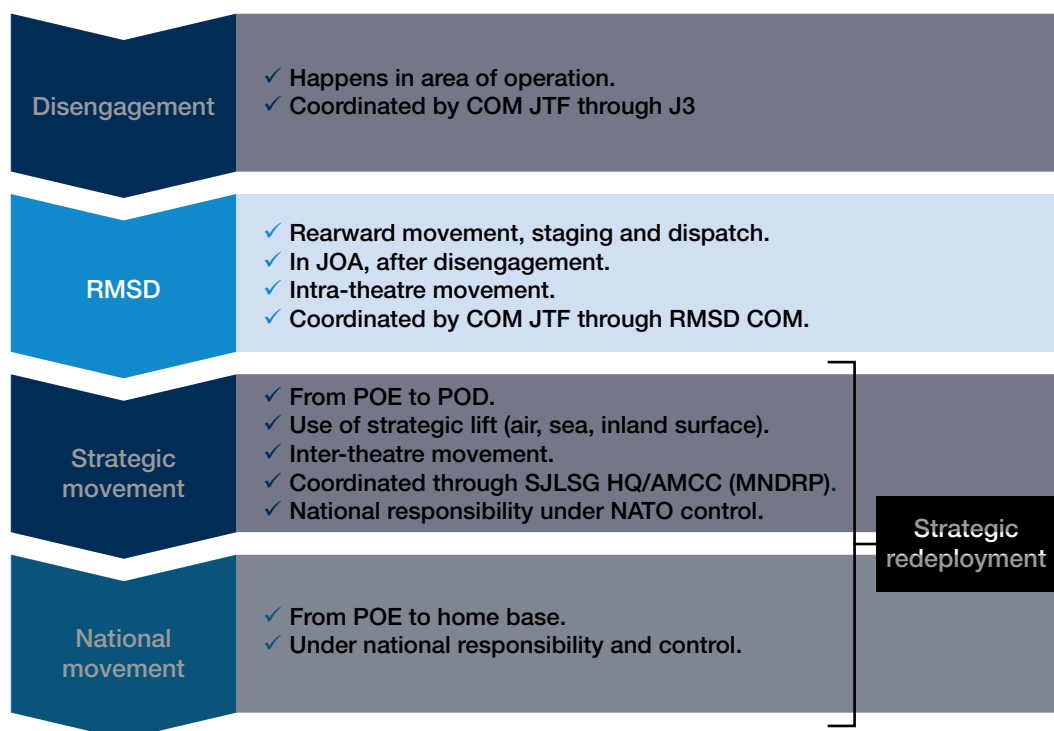 Disengagement
✓ Happens in area of operation.
✓ Coordinated by COM JTF through J3
RMSD
✓ Rearward movement, staging and dispatch.
✓ In JOA, after disengagement.
✓ Intra-theatre movement.
✓ Coordinated by COM JTF through RMSD COM.
Strategic
movement
✓ From POE to POD.
✓ Use of strategic lift (air, sea, inland surface).
✓ Inter-theatre movement.
✓ Coordinated through SJLSG HQ/AMCC (MNDRP).
✓ National responsibility under NATO control.
Strategic
redeployment
National
movement
✓ From POE to home base.
✓ Under national responsibility and control.